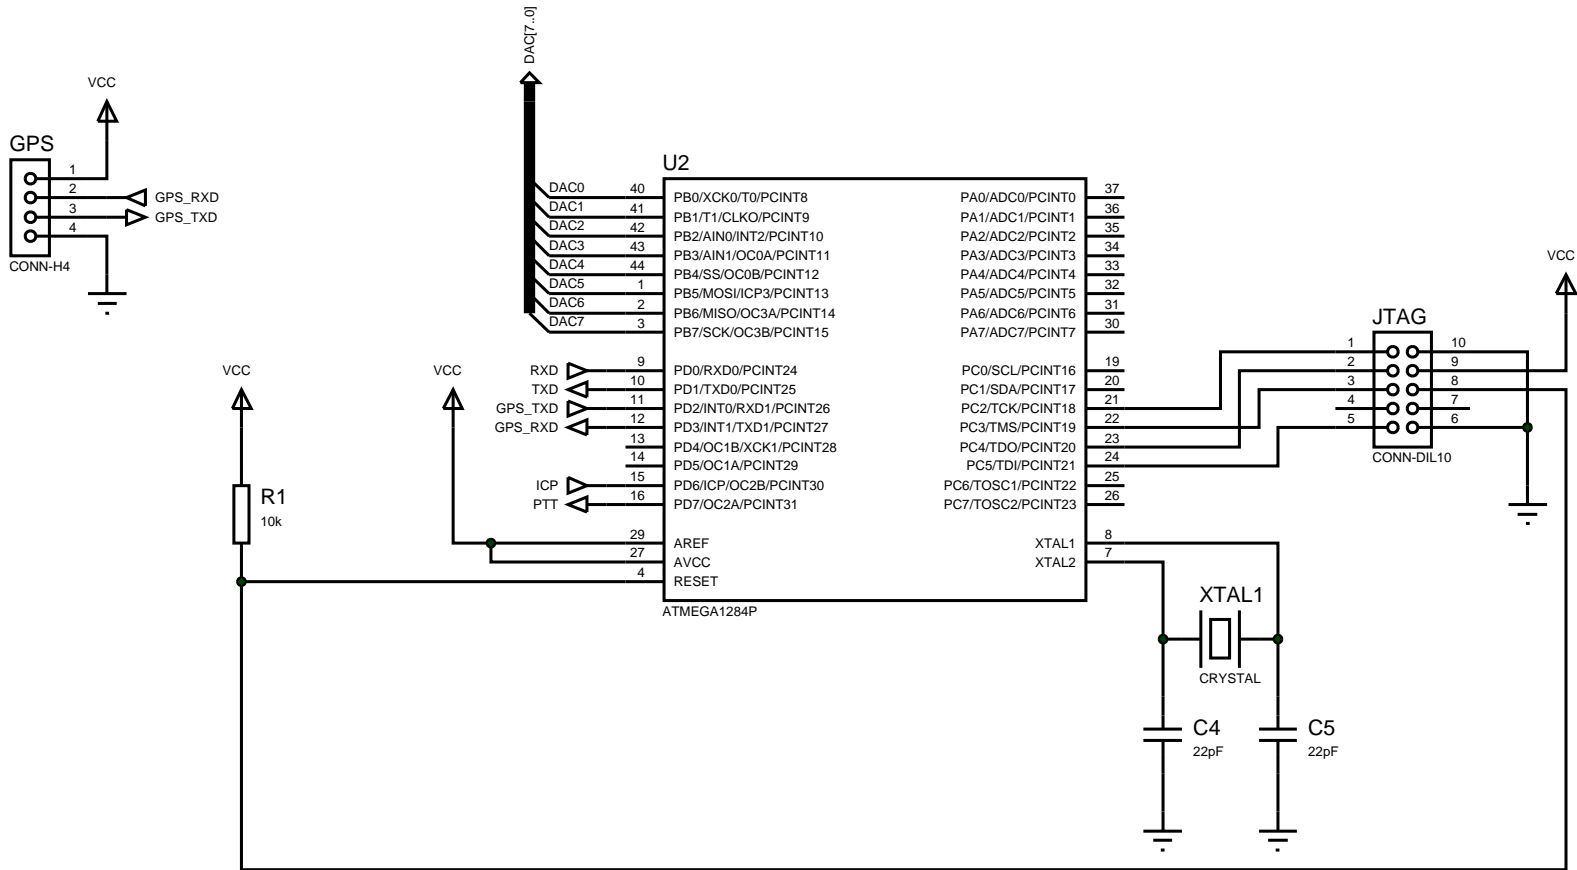 DAC[7..0]
VCC
GPS
1
2
3
4
GPS_RXD
GPS_TXD
CONN-H4
U2
DAC0 40 PB0/XCK0/T0/PCINT8 PA0/ADC0/PCINT0 37
DAC1 41 PB1/T1/CLKO/PCINT9 PA1/ADC1/PCINT1 36
DAC2 42 PB2/AIN0/INT2/PCINT10 PA2/ADC2/PCINT2 35
DAC3 43 PB3/AIN1/OC0A/PCINT11 PA3/ADC3/PCINT3 34
DAC4 44 PB4/SS/OC0B/PCINT12 PA4/ADC4/PCINT4 33
DAC5 1 PB5/MOSI/ICP3/PCINT13 PA5/ADC5/PCINT5 32
DAC6 2 PB6/MISO/OC3A/PCINT14 PA6/ADC6/PCINT6 31
DAC7 3 PB7/SCK/OC3B/PCINT15 PA7/ADC7/PCINT7 30
RXD 9 PD0/RXD0/PCINT24 PC0/SCL/PCINT16 19
TXD 10 PD1/TXD0/PCINT25 PC1/SDA/PCINT17 20
GPS_TXD 11 PD2/INT0/RXD1/PCINT26 PC2/TCK/PCINT18 21
GPS_RXD 12 PD3/INT1/TXD1/PCINT27 PC3/TMS/PCINT19 22
13 PD4/OC1B/XCK1/PCINT28 PC4/TDO/PCINT20 23
14 PD5/OC1A/PCINT29 PC5/TDI/PCINT21 24
ICP 15 PD6/ICP/OC2B/PCINT30 PC6/TOSC1/PCINT22 25
PTT 16 PD7/OC2A/PCINT31 PC7/TOSC2/PCINT23 26
29 AREF XTAL1 8
27 AVCC XTAL2 7
4 RESET
ATMEGA1284P
VCC
VCC
R1
10k
VCC
JTAG
1 10
2 9
3 8
4 7
5 6
CONN-DIL10
XTAL1
CRYSTAL
C4
22pF
C5
22pF